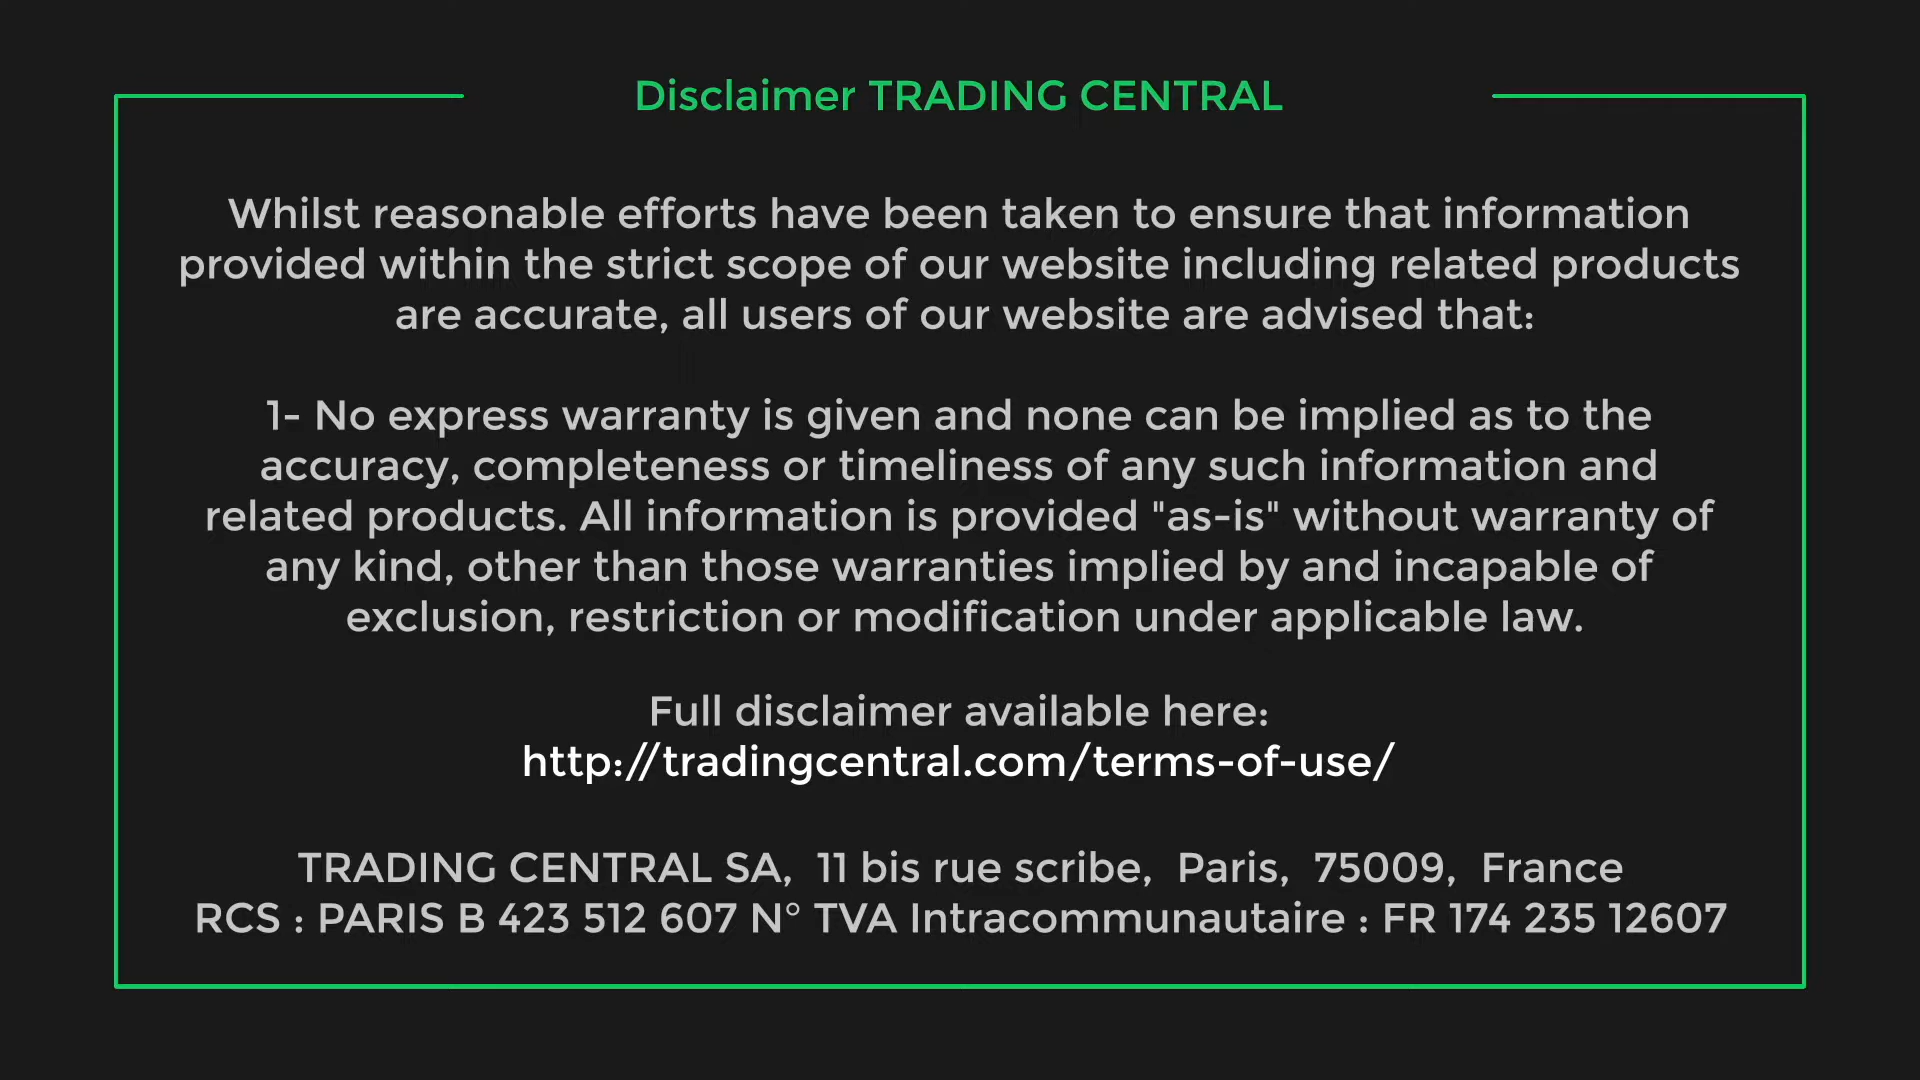 Disclaimer TRADING CENTRAL
Whilst reasonable efforts have been taken to ensure that information
provided within the strict scope of our website including related products
are accurate, all users of our website are advised that:
1- No express warranty is given and none can be implied as to the
accuracy, completeness or timeliness of any such information and
related products. All information is provided "as-is" without warranty of
any kind, other than those warranties implied by and incapable of
exclusion, restriction or modification under applicable law.
Full disclaimer available here:
http://tradingcentral.com/terms-of-use/
TRADING CENTRAL SA, 11 bis rue scribe, Paris, 75009, France
RCS : PARIS B 423 512 607 N° TVA Intracommunautaire : FR 174 235 12607